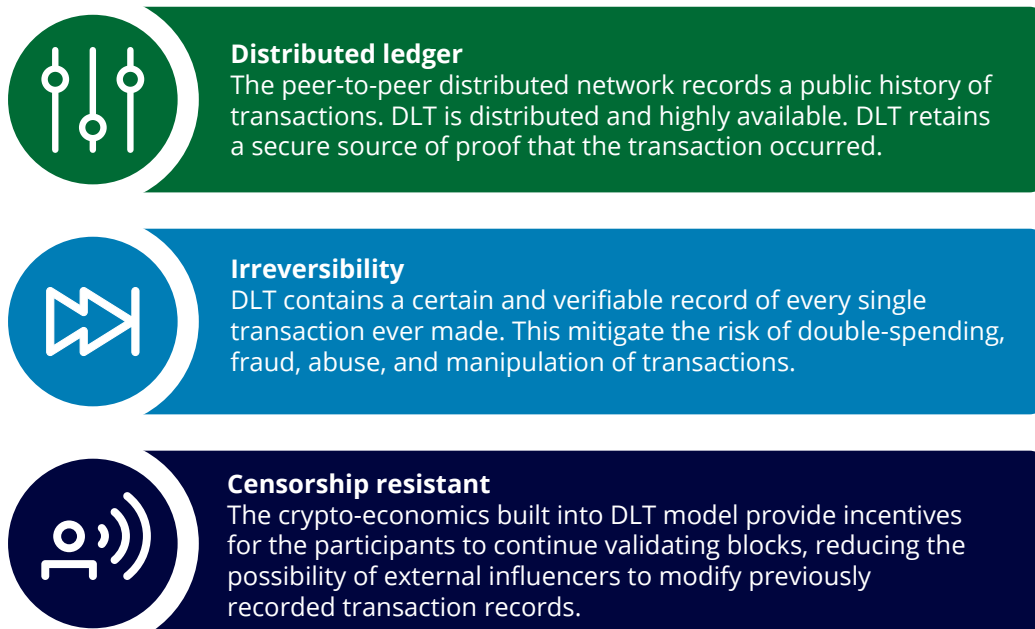 Distributed ledger
The peer-to-peer distributed network records a public history of
transactions. DLT is distributed and highly available. DLT retains
a secure source of proof that the transaction occurred.
Irreversibility
DLT contains a certain and verifiable record of every single
transaction ever made. This mitigate the risk of double-spending,
fraud, abuse, and manipulation of transactions.
Censorship resistant
The crypto-economics built into DLT model provide incentives
for the participants to continue validating blocks, reducing the
possibility of external influencers to modify previously
recorded transaction records.